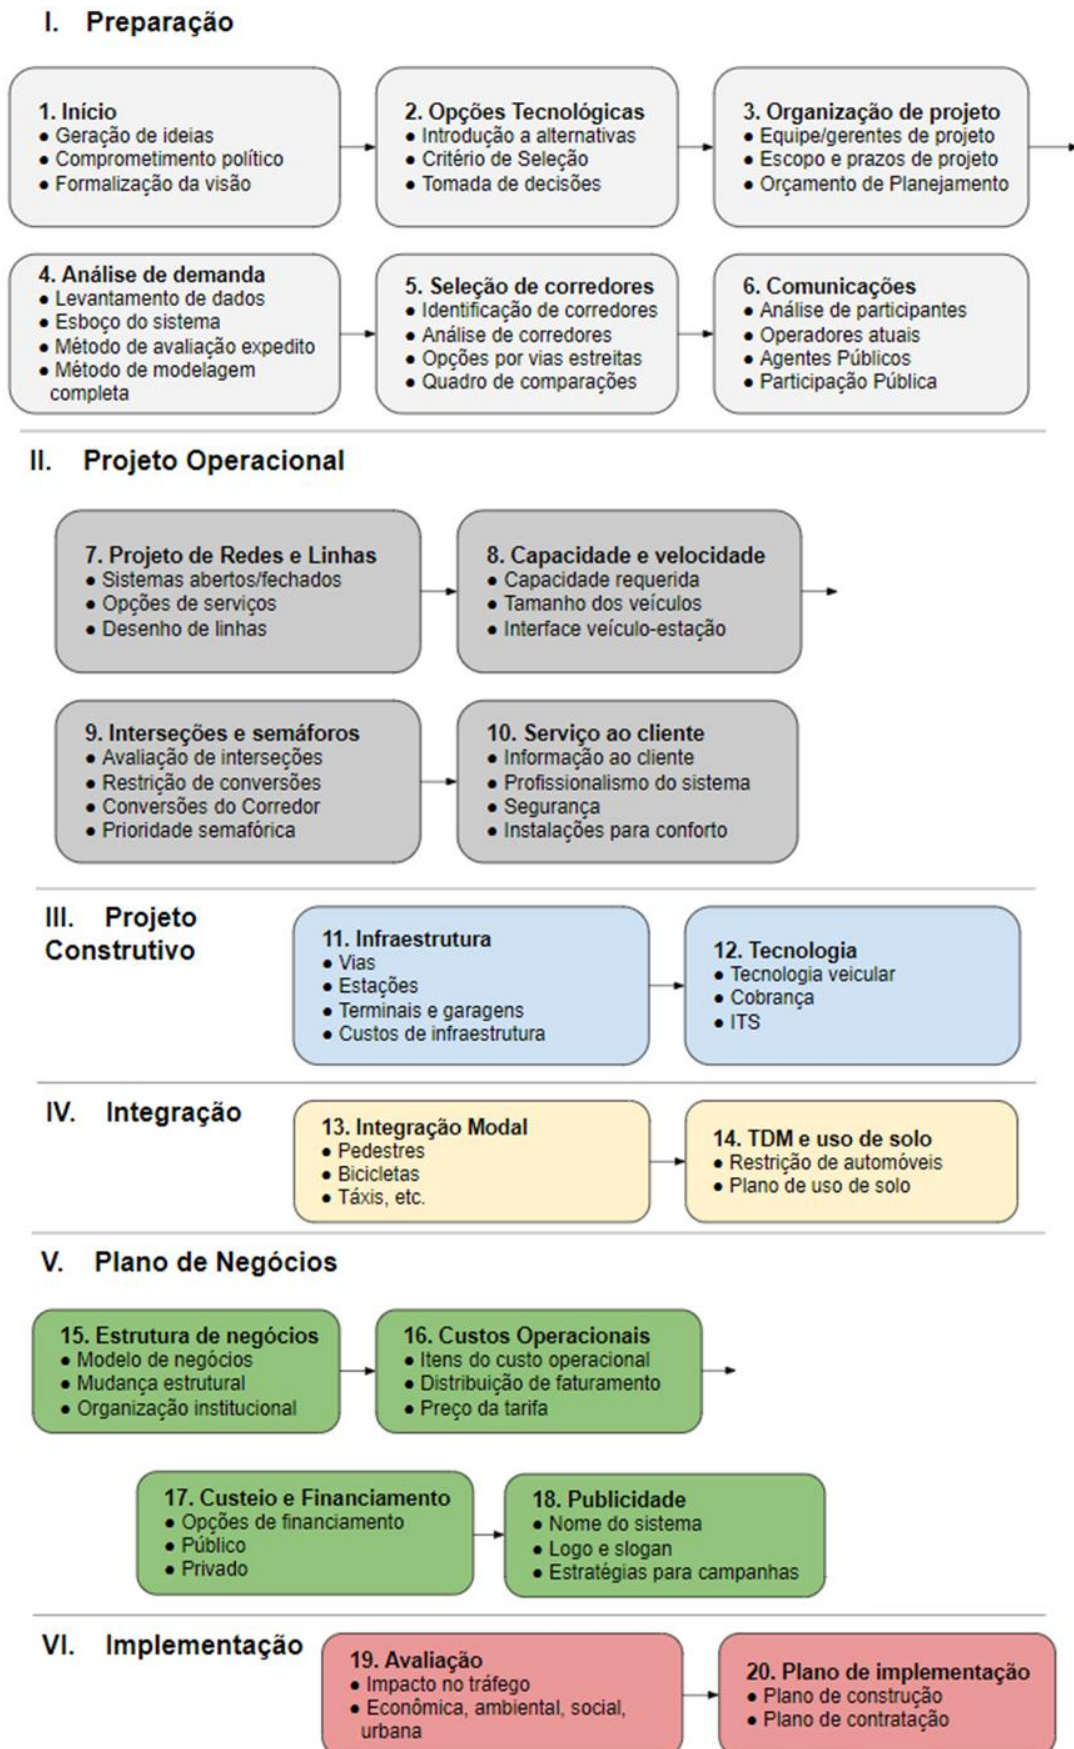 I. Preparação
1. Início
● Geração de ideias
● Comprometimento político
● Formalização da visão
2. Opções Tecnológicas
● Introdução a alternativas
● Critério de Seleção
● Tomada de decisões
3. Organização de projeto
● Equipe/gerentes de projeto
● Escopo e prazos de projeto
● Orçamento de Planejamento
4. Análise de demanda
● Levantamento de dados
● Esboço do sistema
● Método de avaliação expedito
● Método de modelagem
completa
5. Seleção de corredores
● Identificação de corredores
● Análise de corredores
● Opções por vias estreitas
● Quadro de comparações
6. Comunicações
● Análise de participantes
● Operadores atuais
● Agentes Públicos
● Participação Pública
II. Projeto Operacional
7. Projeto de Redes e Linhas
● Sistemas abertos/fechados
● Opções de serviços
● Desenho de linhas
8. Capacidade e velocidade
● Capacidade requerida
● Tamanho dos veículos
● Interface veículo-estação
9. Interseções e semáforos
● Avaliação de interseções
● Restrição de conversões
● Conversões do Corredor
● Prioridade semafórica
10. Serviço ao cliente
● Informação ao cliente
● Profissionalismo do sistema
● Segurança
● Instalações para conforto
III. Projeto
Construtivo
11. Infraestrutura
● Vias
● Estações
● Terminais e garagens
● Custos de infraestrutura
12. Tecnologia
● Tecnologia veicular
● Cobrança
● ITS
IV. Integração
13. Integração Modal
● Pedestres
● Bicicletas
● Táxis, etc.
14. TDM e uso de solo
● Restrição de automóveis
● Plano de uso de solo
V. Plano de Negócios
15. Estrutura de negócios
● Modelo de negócios
● Mudança estrutural
● Organização institucional
16. Custos Operacionais
● Itens do custo operacional
● Distribuição de faturamento
● Preço da tarifa
17. Custeio e Financiamento
● Opções de financiamento
● Público
● Privado
18. Publicidade
● Nome do sistema
● Logo e slogan
● Estratégias para campanhas
VI. Implementação
19. Avaliação
● Impacto no tráfego
● Econômica, ambiental, social,
urbana
20. Plano de implementação
● Plano de construção
● Plano de contratação